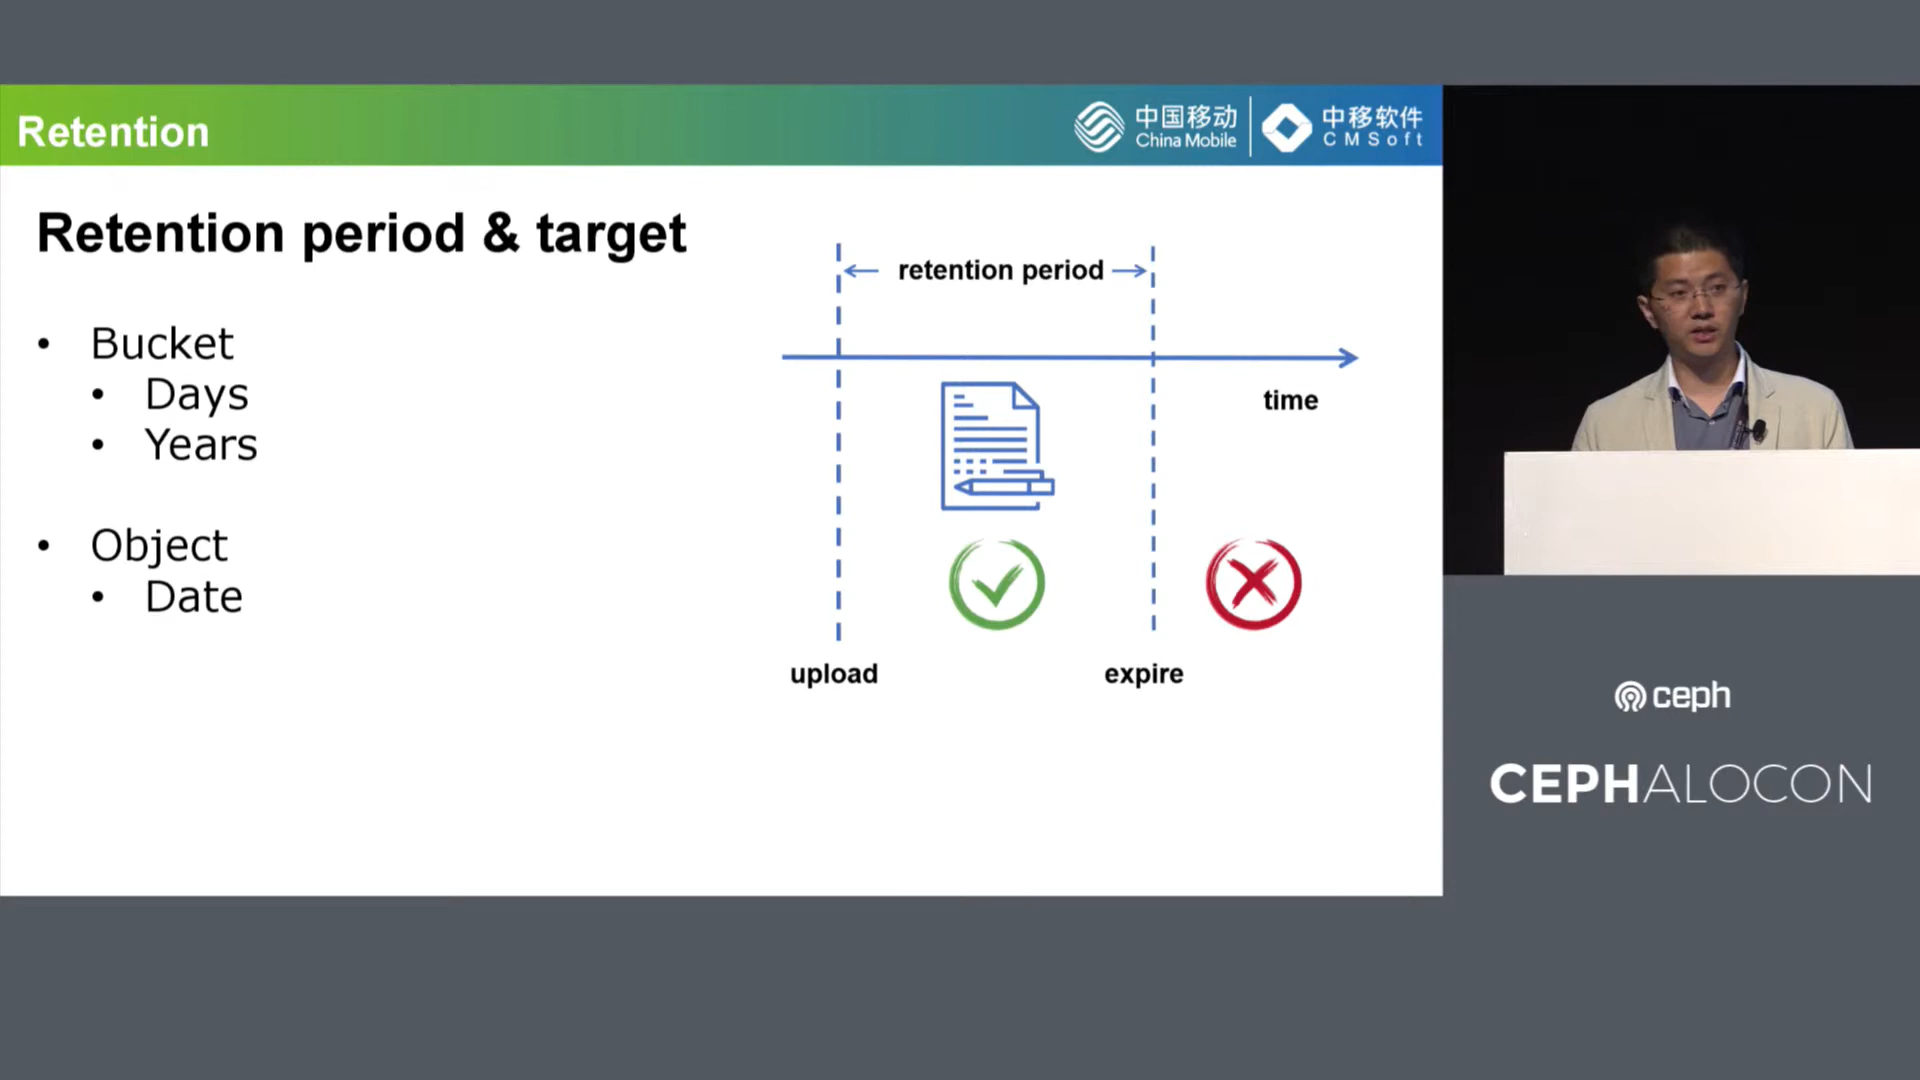 Retention
中国移动
China Mobile
中移软件
CMSoft
Retention period & target
• Bucket
• Days
• Years
• Object
• Date
retention period
time
upload
expire
ceph
CEPHALOCON